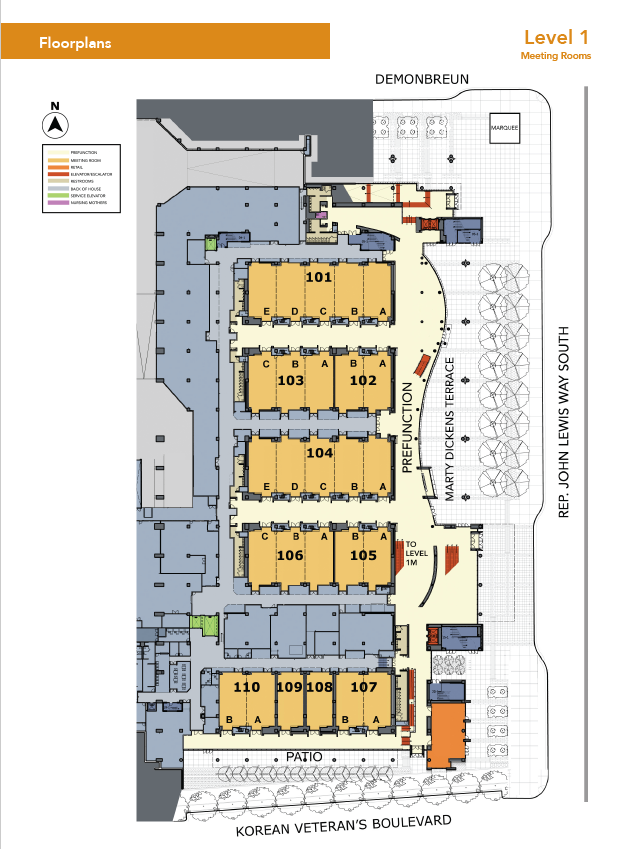 Floorplans
Level 1
Meeting Rooms
DEMONBREUN
N
MARQUEE
PREFUNCTION
MEETING ROOM
RETAIL
ELEVATOR/ESCALATOR
RESTROOMS
BACK OF HOUSE
SERVICE ELEVATOR
NURSING MOTHERS
101
E D C B A
C B A B A
103 102
PREFUNCTION
MARTY DICKENS TERRACE
REP. JOHN LEWIS WAY SOUTH
104
E D C B A
C B A B A
106 105
TO
LEVEL
1M
110 109 108 107
B A B A
PATIO
KOREAN VETERAN'S BOULEVARD